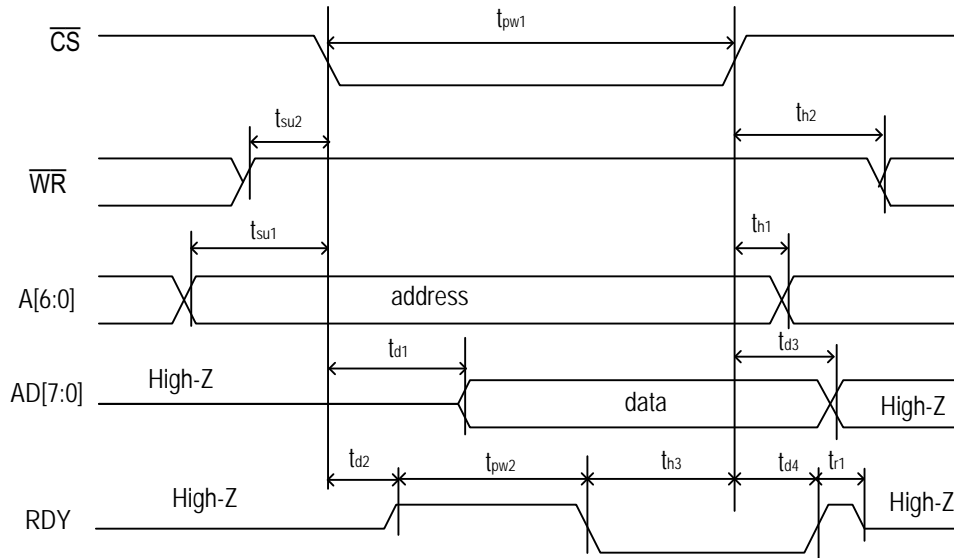 CS
tpw1
tsu2
th2
WR
tsu1
th1
A[6:0]
address
td1
td3
AD[7:0]
High-Z
data
High-Z
td2
tpw2
th3
td4
tr1
RDY
High-Z
High-Z